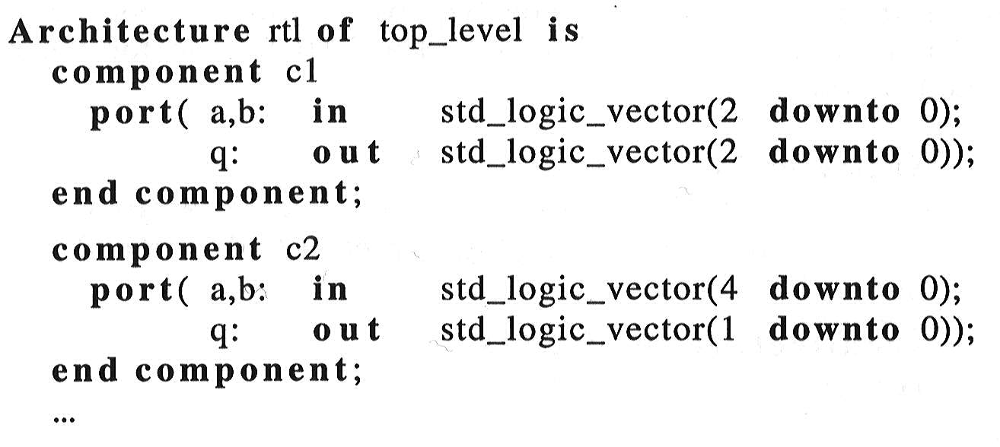 Architecture rtl of top_level is
component c1
port( a,b: in std_logic_vector(2 downto 0);
q: out std_logic_vector(2 downto 0));
end component;
component c2
port( a,b: in std_logic_vector(4 downto 0);
q: out std_logic_vector(1 downto 0));
end component;
...